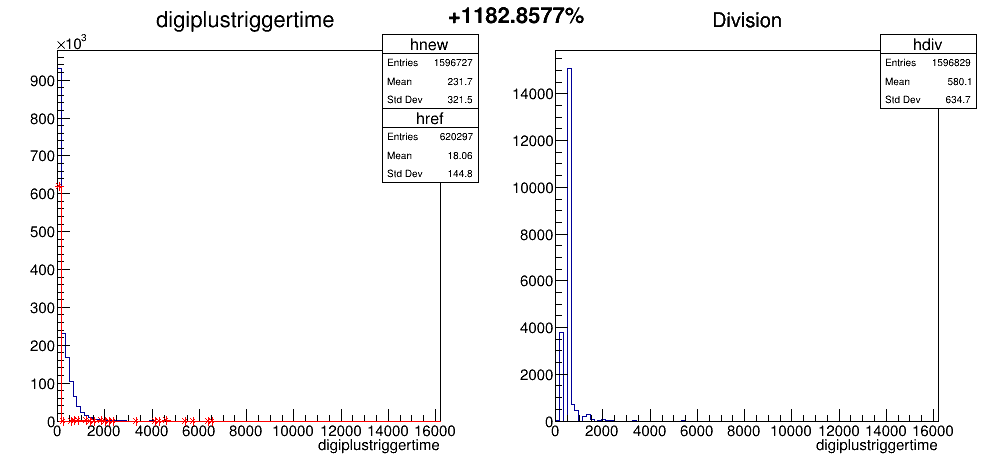 +1182.8577%
digiplustriggertime
×10³
hnew
Entries 1596727
Mean 231.7
Std Dev 321.5
href
Entries 620297
Mean 18.06
Std Dev 144.8
900
800
700
600
500
400
300
200
100
0
0 2000 4000 6000 8000 10000 12000 14000 16000
digiplustriggertime
Division
hdiv
Entries 1596829
Mean 580.1
Std Dev 634.7
14000
12000
10000
8000
6000
4000
2000
0
0 2000 4000 6000 8000 10000 12000 14000 16000
digiplustriggertime